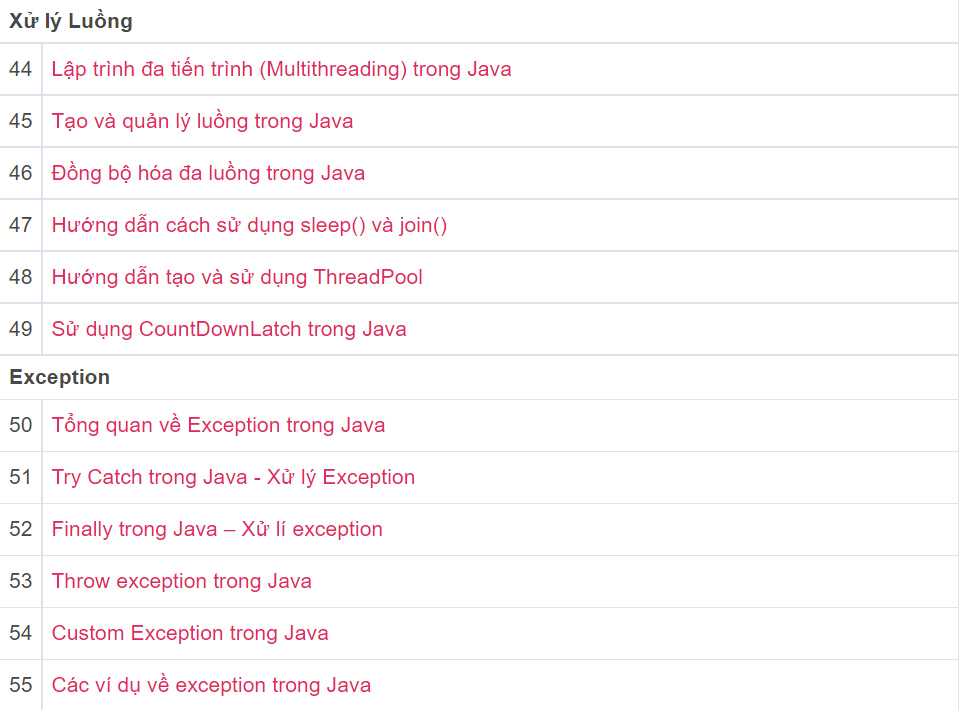 Xử lý Luồng
44 Lập trình đa tiến trình (Multithreading) trong Java
45 Tạo và quản lý luồng trong Java
46 Đồng bộ hóa đa luồng trong Java
47 Hướng dẫn cách sử dụng sleep() và join()
48 Hướng dẫn tạo và sử dụng ThreadPool
49 Sử dụng CountDownLatch trong Java
Exception
50 Tổng quan về Exception trong Java
51 Try Catch trong Java - Xử lý Exception
52 Finally trong Java – Xử lí exception
53 Throw exception trong Java
54 Custom Exception trong Java
55 Các ví dụ về exception trong Java